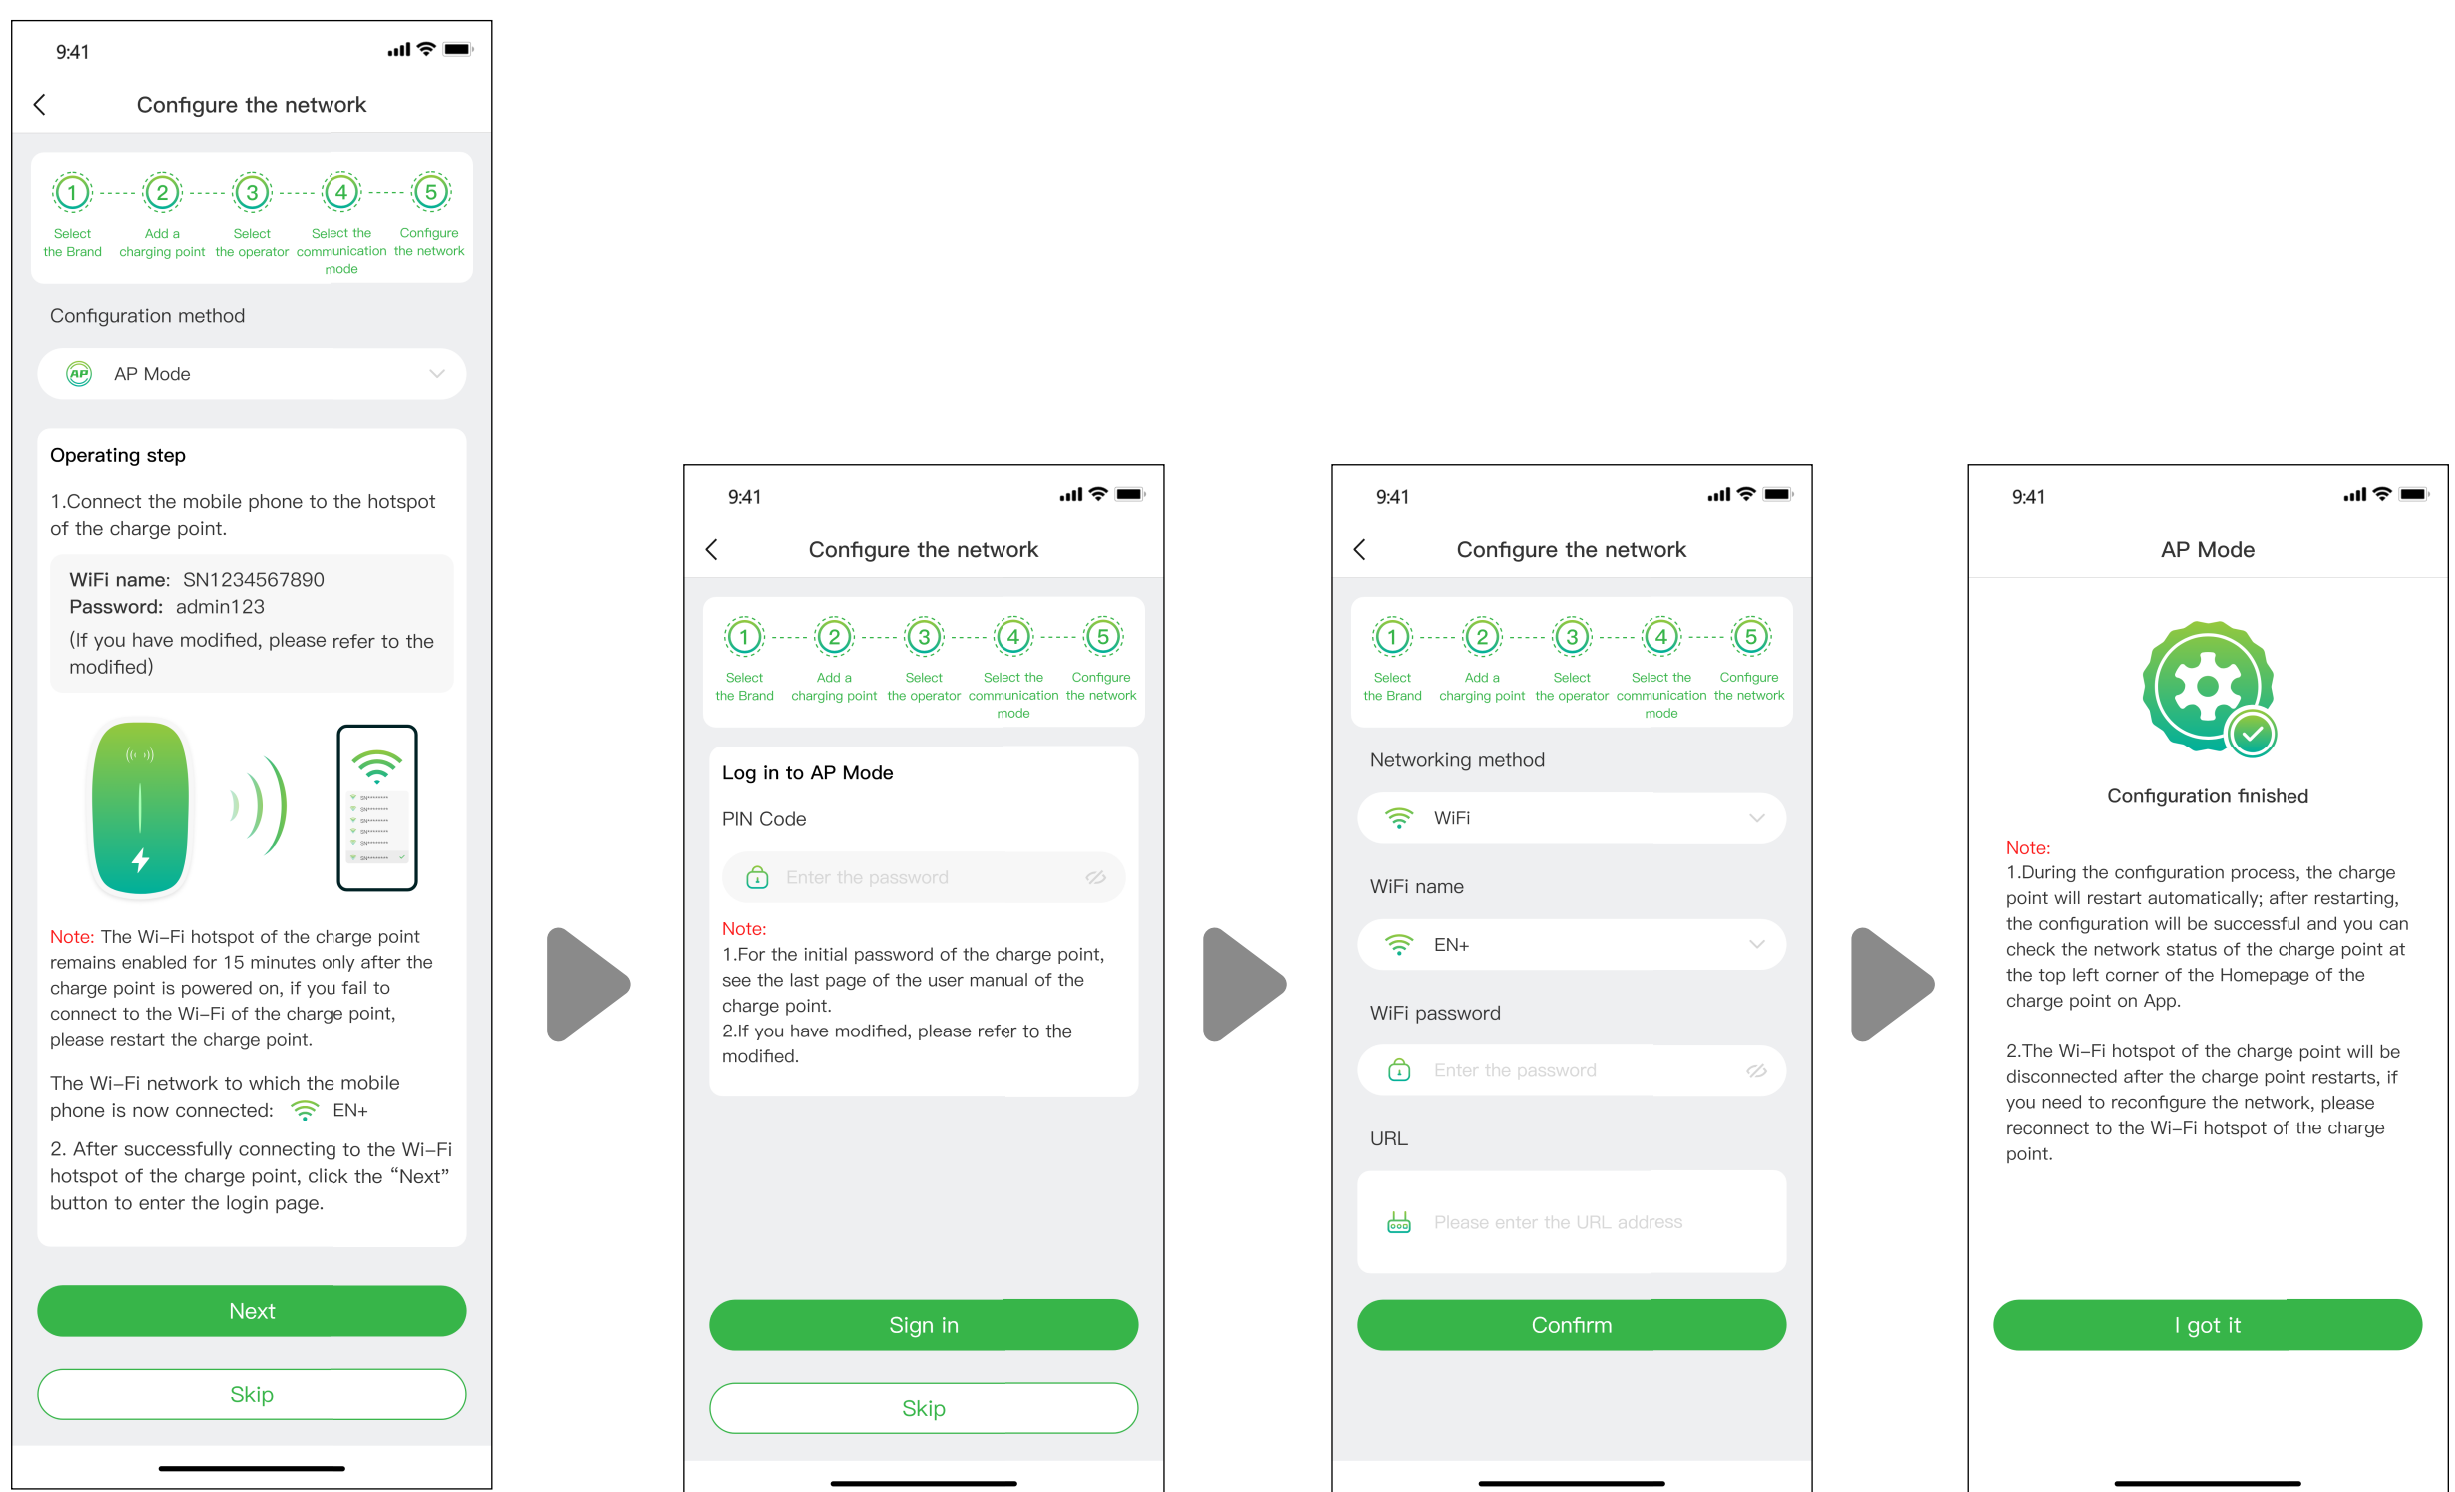 9:41
Configure the network
1
2
3
4
5
Select
the Brand
Add a
charging point
Select
the operator
Select the
communication
mode
Configure
the network
Configuration method
AP
AP Mode
Operating step
1.Connect the mobile phone to the hotspot
of the charge point.
WiFi name: SN1234567890
Password: admin123
(If you have modified, please refer to the
modified)
SN********
SN********
SN********
SN********
SN********
SN********
Note: The Wi-Fi hotspot of the charge point
remains enabled for 15 minutes only after the
charge point is powered on, if you fail to
connect to the Wi-Fi of the charge point,
please restart the charge point.
The Wi-Fi network to which the mobile
phone is now connected: EN+
2. After successfully connecting to the Wi-Fi
hotspot of the charge point, click the “Next”
button to enter the login page.
Next
Skip
9:41
Configure the network
1
2
3
4
5
Select
the Brand
Add a
charging point
Select
the operator
Select the
communication
mode
Configure
the network
Log in to AP Mode
PIN Code
Enter the password
Note:
1.For the initial password of the charge point,
see the last page of the user manual of the
charge point.
2.If you have modified, please refer to the
modified.
Sign in
Skip
9:41
Configure the network
1
2
3
4
5
Select
the Brand
Add a
charging point
Select
the operator
Select the
communication
mode
Configure
the network
Networking method
WiFi
WiFi name
EN+
WiFi password
Enter the password
URL
Please enter the URL address
Confirm
9:41
AP Mode
Configuration finished
Note:
1.During the configuration process, the charge
point will restart automatically; after restarting,
the configuration will be successful and you can
check the network status of the charge point at
the top left corner of the Homepage of the
charge point on App.
2.The Wi-Fi hotspot of the charge point will be
disconnected after the charge point restarts, if
you need to reconfigure the network, please
reconnect to the Wi-Fi hotspot of the charge
point.
I got it